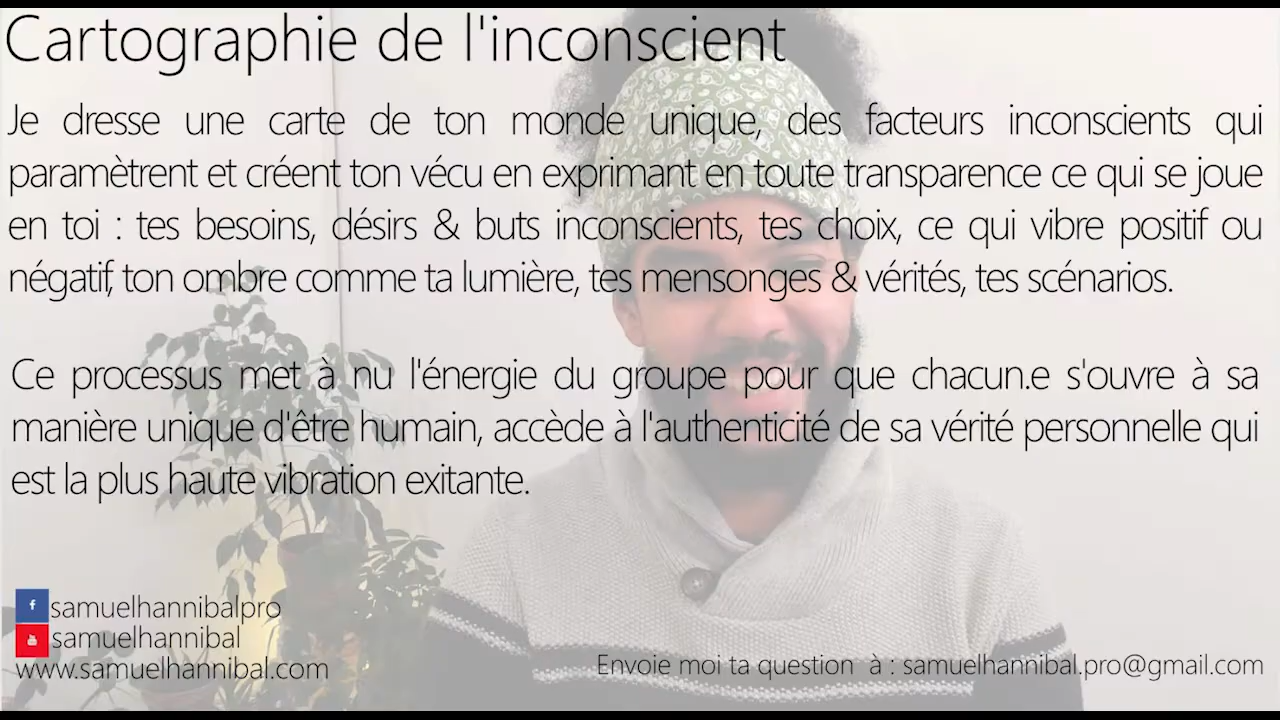 Cartographie de l'inconscient
Je dresse une carte de ton monde unique, des facteurs inconscients qui
paramètrent et créent ton vécu en exprimant en toute transparence ce qui se joue
en toi : tes besoins, désirs & buts inconscients, tes choix, ce qui vibre positif ou
négatif, ton ombre comme ta lumière, tes mensonges & vérités, tes scénarios.
Ce processus met à nu l'énergie du groupe pour que chacun.e s'ouvre à sa
manière unique d'être humain, accède à l'authenticité de sa vérité personnelle qui
est la plus haute vibration exitante.
f samuelhannibalpro
samuelhannibal
www.samuelhannibal.com
Envoie moi ta question à : samuelhannibal.pro@gmail.com